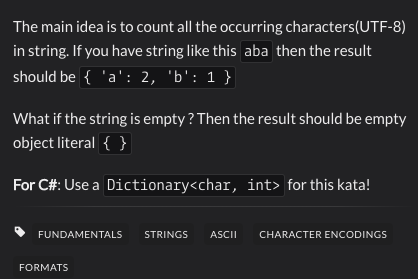 The main idea is to count all the occurring characters(UTF-8)
in string. If you have string like this aba then the result
should be { 'a': 2, 'b': 1 }
What if the string is empty ? Then the result should be empty
object literal { }
For C#: Use a Dictionary<char, int> for this kata!
FUNDAMENTALS STRINGS ASCII CHARACTER ENCODINGS
FORMATS